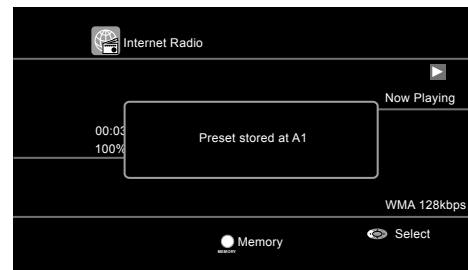 Internet Radio
Now Playing
00:03
100%
Preset stored at A1
WMA 128kbps
MEMORY
Memory
Select